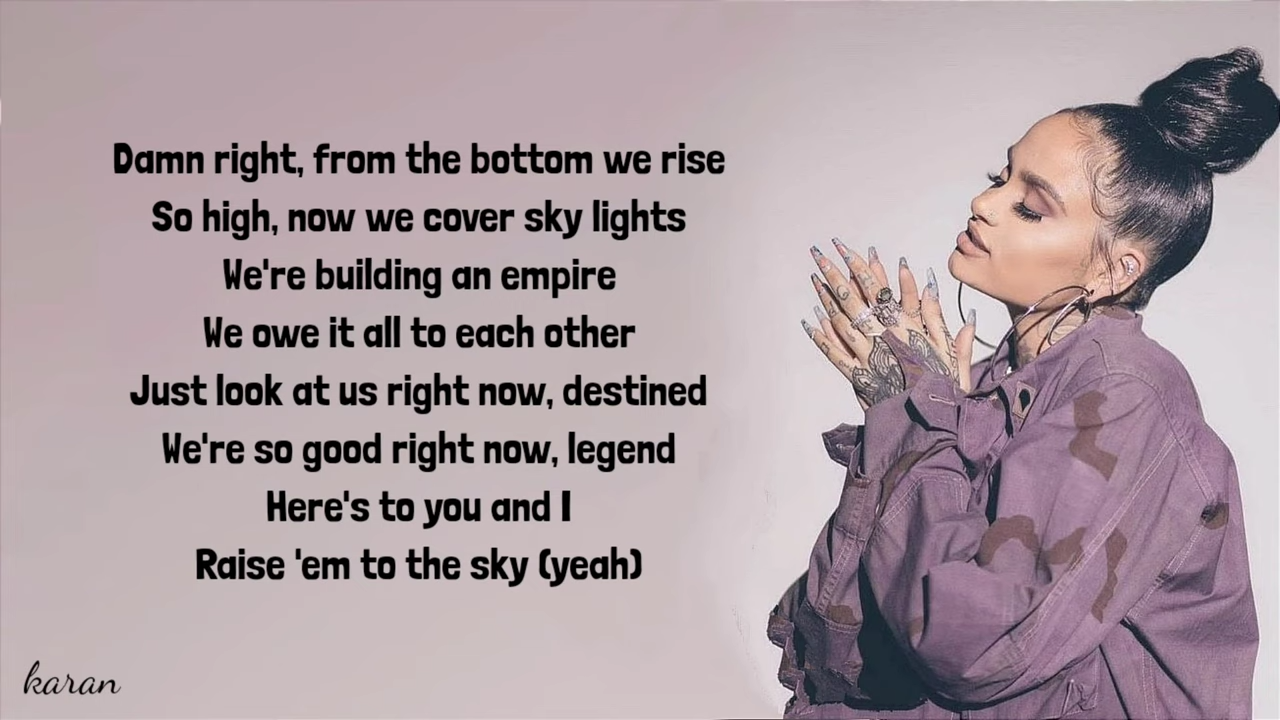 Damn right, from the bottom we rise
So high, now we cover sky lights
We're building an empire
We owe it all to each other
Just look at us right now, destined
We're so good right now, legend
Here's to you and I
Raise 'em to the sky (yeah)
karan